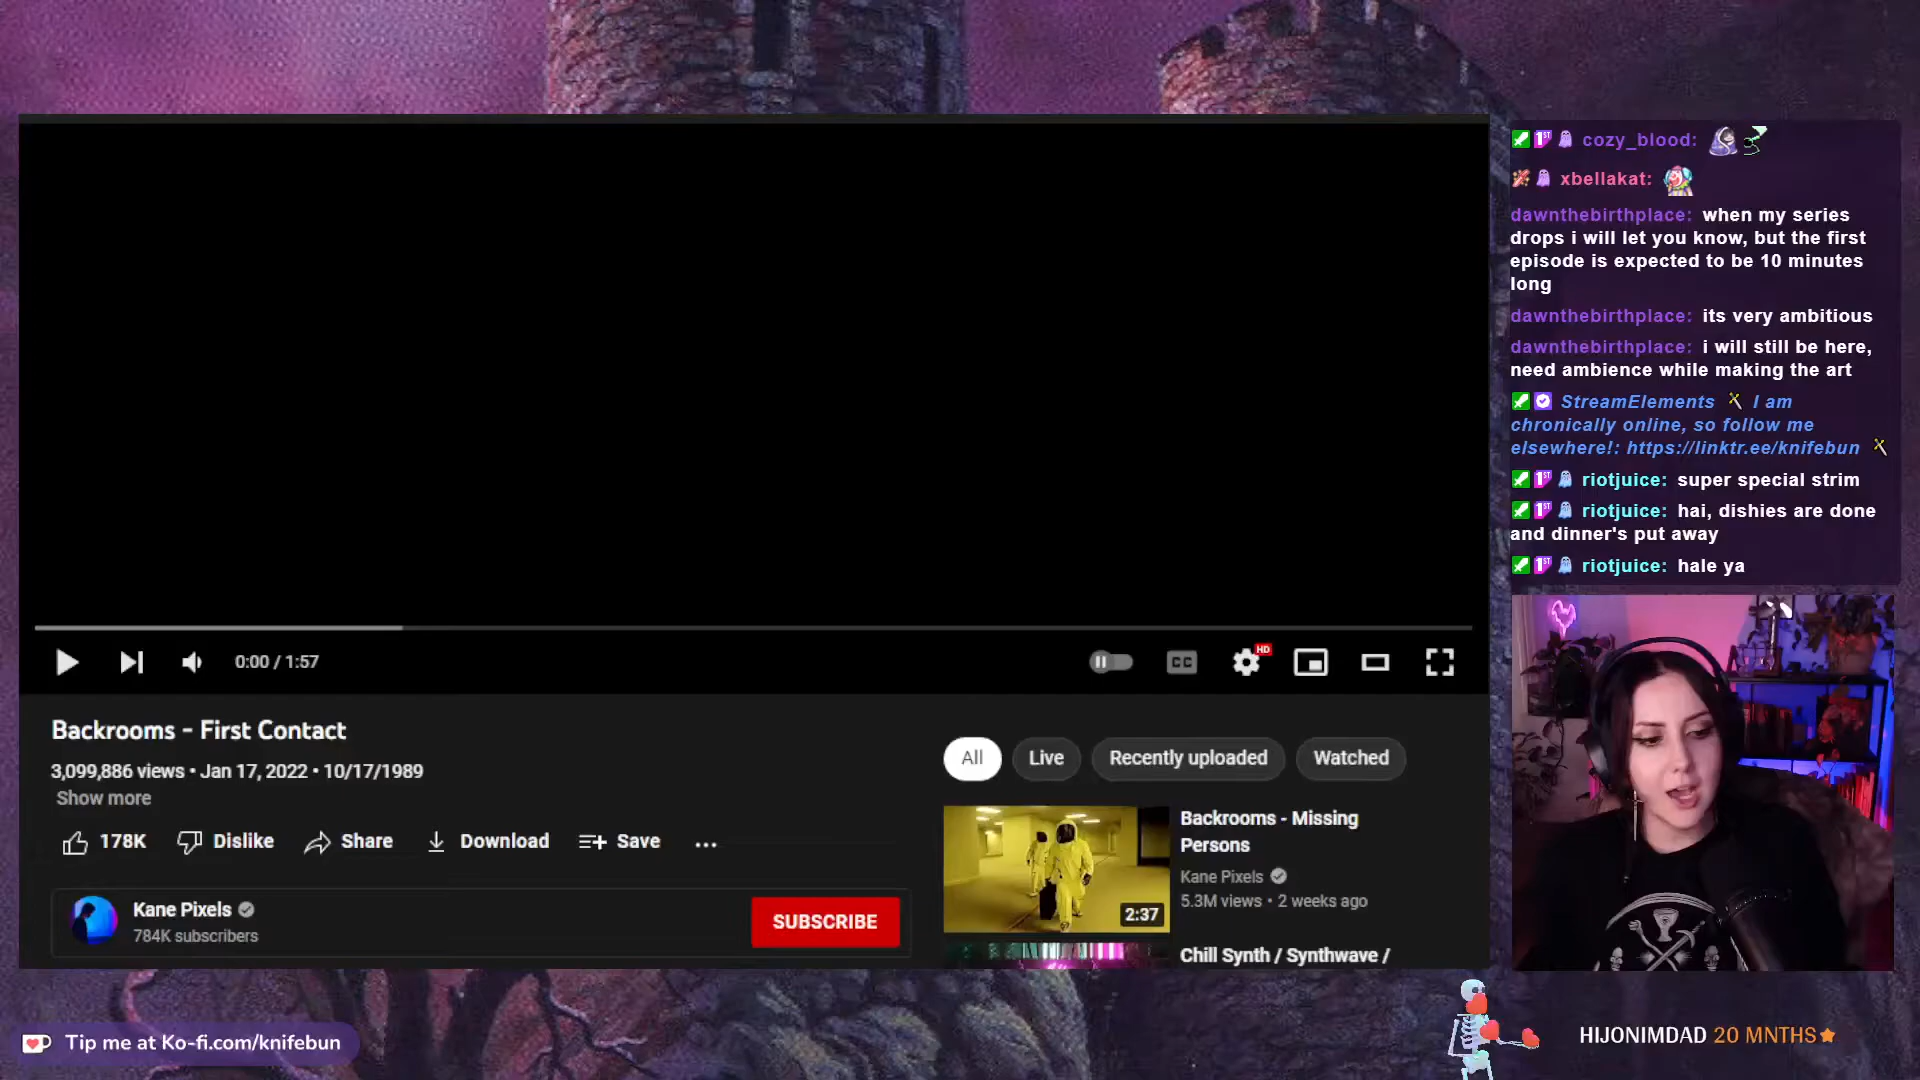 0:00 / 1:57
CC
HD
Backrooms - First Contact
3,099,886 views • Jan 17, 2022 • 10/17/1989
Show more
178K
Dislike
Share
Download
Save
...
Kane Pixels
784K subscribers
SUBSCRIBE
All
Live
Recently uploaded
Watched
2:37
Backrooms - Missing
Persons
Kane Pixels
5.3M views • 2 weeks ago
Chill Synth / Synthwave /
1ST cozy_blood:
xbellakat:
dawnthebirthplace: when my series
drops i will let you know, but the first
episode is expected to be 10 minutes
long
dawnthebirthplace: its very ambitious
dawnthebirthplace: i will still be here,
need ambience while making the art
StreamElements I am
chronically online, so follow me
elsewhere!: https://linktr.ee/knifebun
1ST riotjuice: super special strim
1ST riotjuice: hai, dishies are done
and dinner's put away
1ST riotjuice: hale ya
Tip me at Ko-fi.com/knifebun
HIJONIMDAD 20 MNTHS